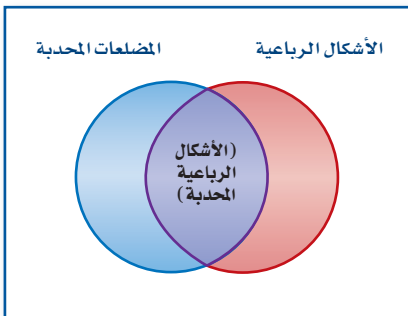 الأشكال الرباعية
المضلعات المحدبة
(الأشكال
الرباعية
المحدبة)